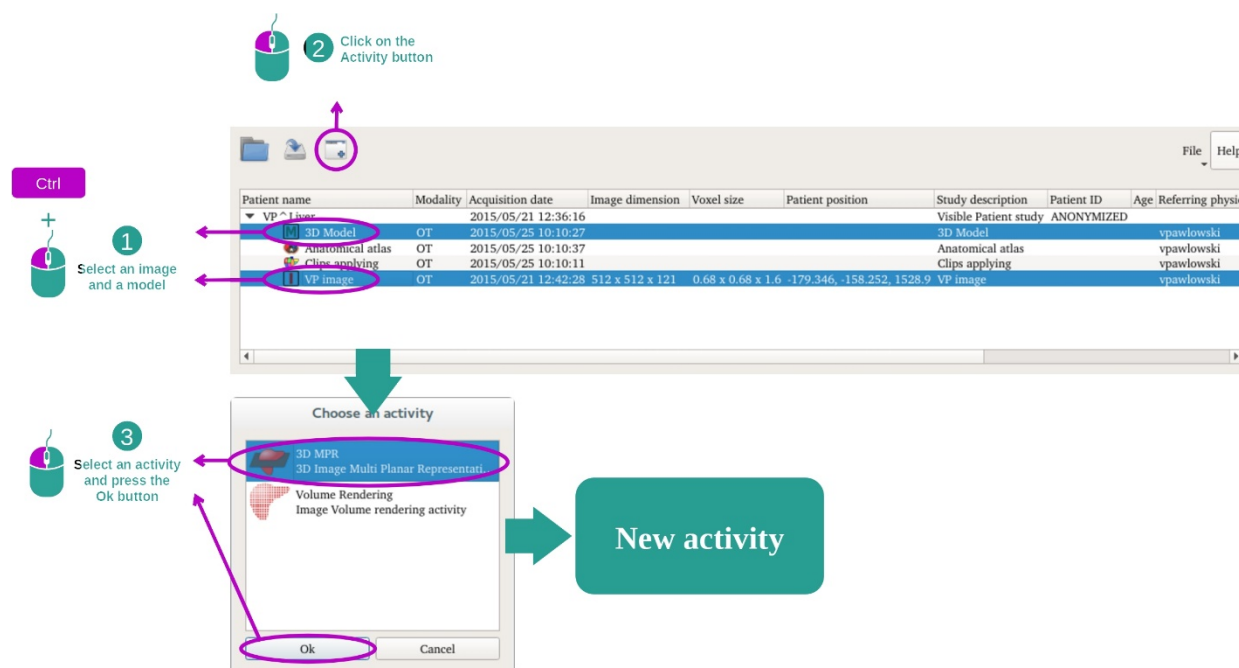 2 Click on the
Activity button
File Help
Ctrl
+
1
Select an image
and a model
Patient name Modality Acquisition date Image dimension Voxel size Patient position Study description Patient ID Age Referring physic
VP^Liver 2015/05/21 12:36:16 Visible Patient study ANONYMIZED
M 3D Model OT 2015/05/25 10:10:27 3D Model vpawlowski
Anatomical atlas OT 2015/05/25 10:10:37 Anatomical atlas vpawlowski
Clips applying OT 2015/05/25 10:10:11 Clips applying vpawlowski
I VP image OT 2015/05/21 12:42:28 512 x 512 x 121 0.68 x 0.68 x 1.6 -179.346, -158.252, 1528.9 VP image vpawlowski
Choose an activity
3
Select an activity
and press the
Ok button
3D MPR
3D Image Multi Planar Representati..
Volume Rendering
Image Volume rendering activity
New activity
Ok Cancel